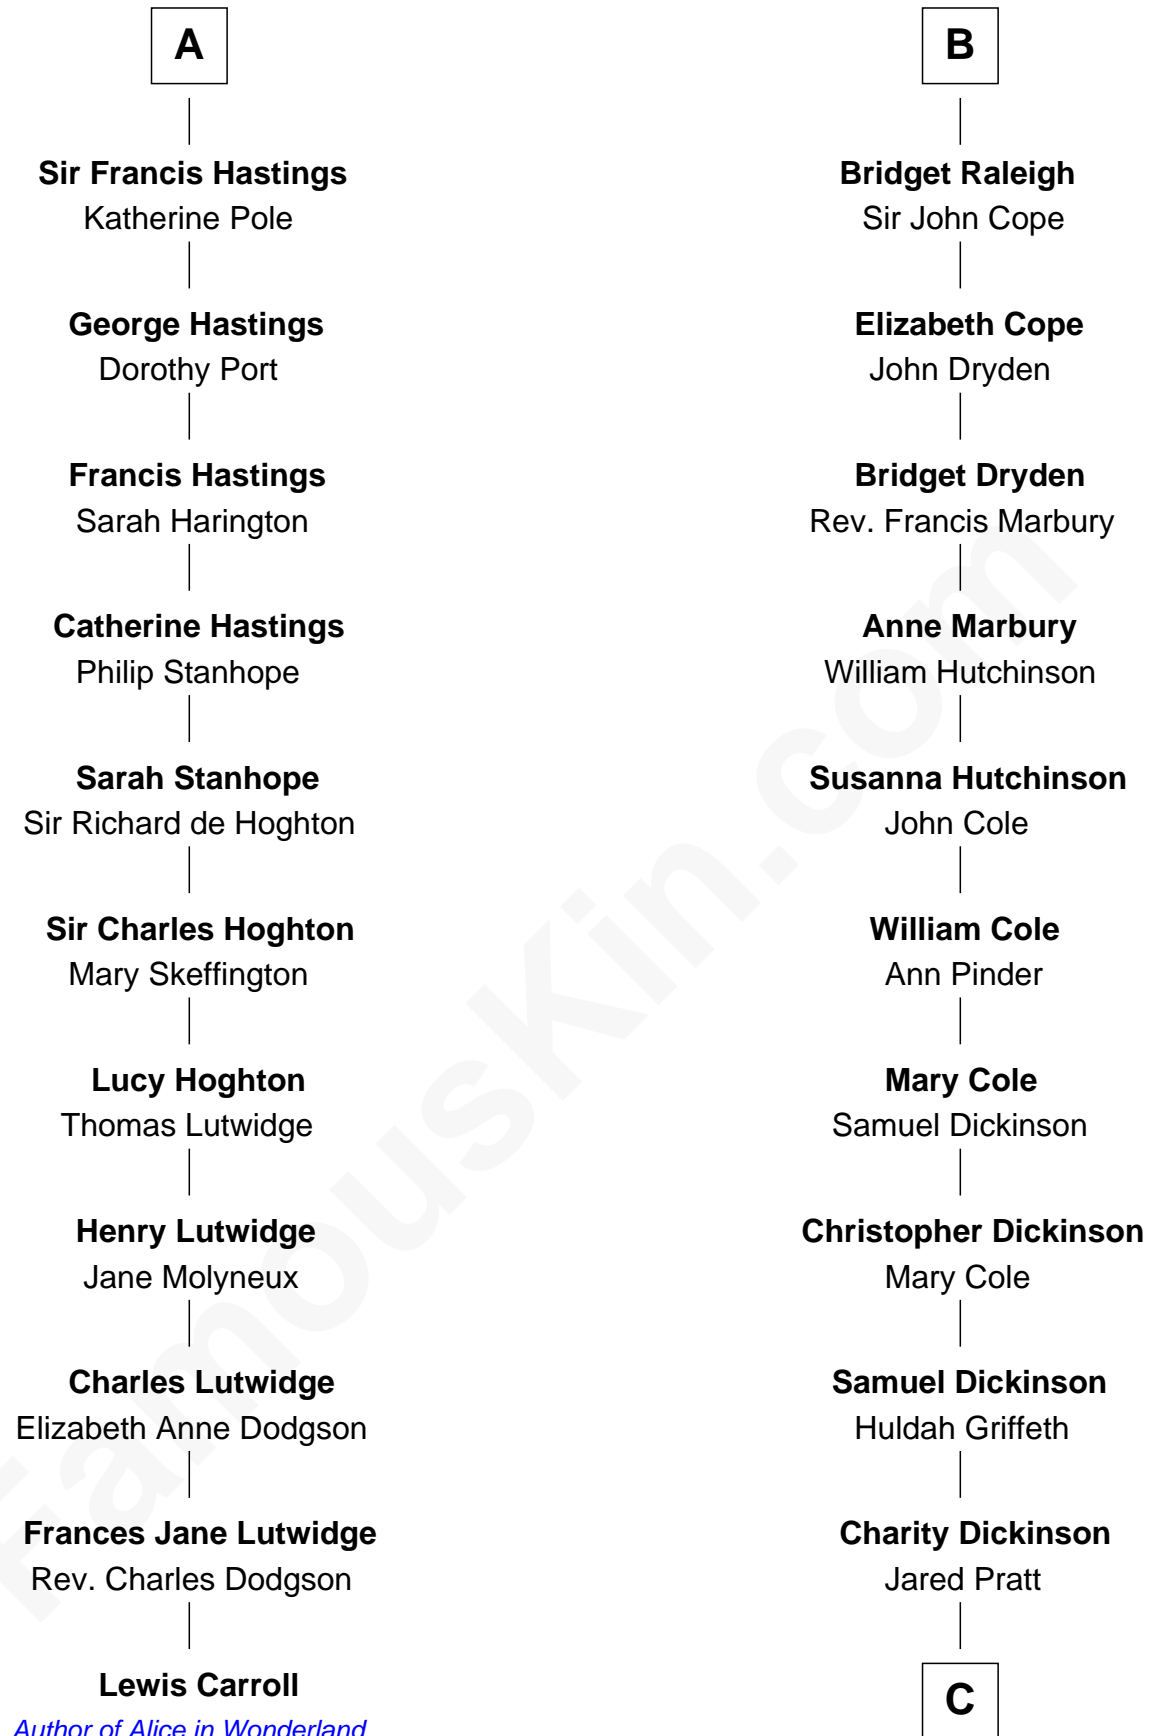 A
Sir Francis Hastings
Katherine Pole
George Hastings
Dorothy Port
Francis Hastings
Sarah Harington
Catherine Hastings
Philip Stanhope
Sarah Stanhope
Sir Richard de Hoghton
Sir Charles Hoghton
Mary Skeffington
Lucy Hoghton
Thomas Lutwidge
Henry Lutwidge
Jane Molyneux
Charles Lutwidge
Elizabeth Anne Dodgson
Frances Jane Lutwidge
Rev. Charles Dodgson
Lewis Carroll
Author of Alice in Wonderland
B
Bridget Raleigh
Sir John Cope
Elizabeth Cope
John Dryden
Bridget Dryden
Rev. Francis Marbury
Anne Marbury
William Hutchinson
Susanna Hutchinson
John Cole
William Cole
Ann Pinder
Mary Cole
Samuel Dickinson
Christopher Dickinson
Mary Cole
Samuel Dickinson
Huldah Griffeth
Charity Dickinson
Jared Pratt
C
FamousKin.com